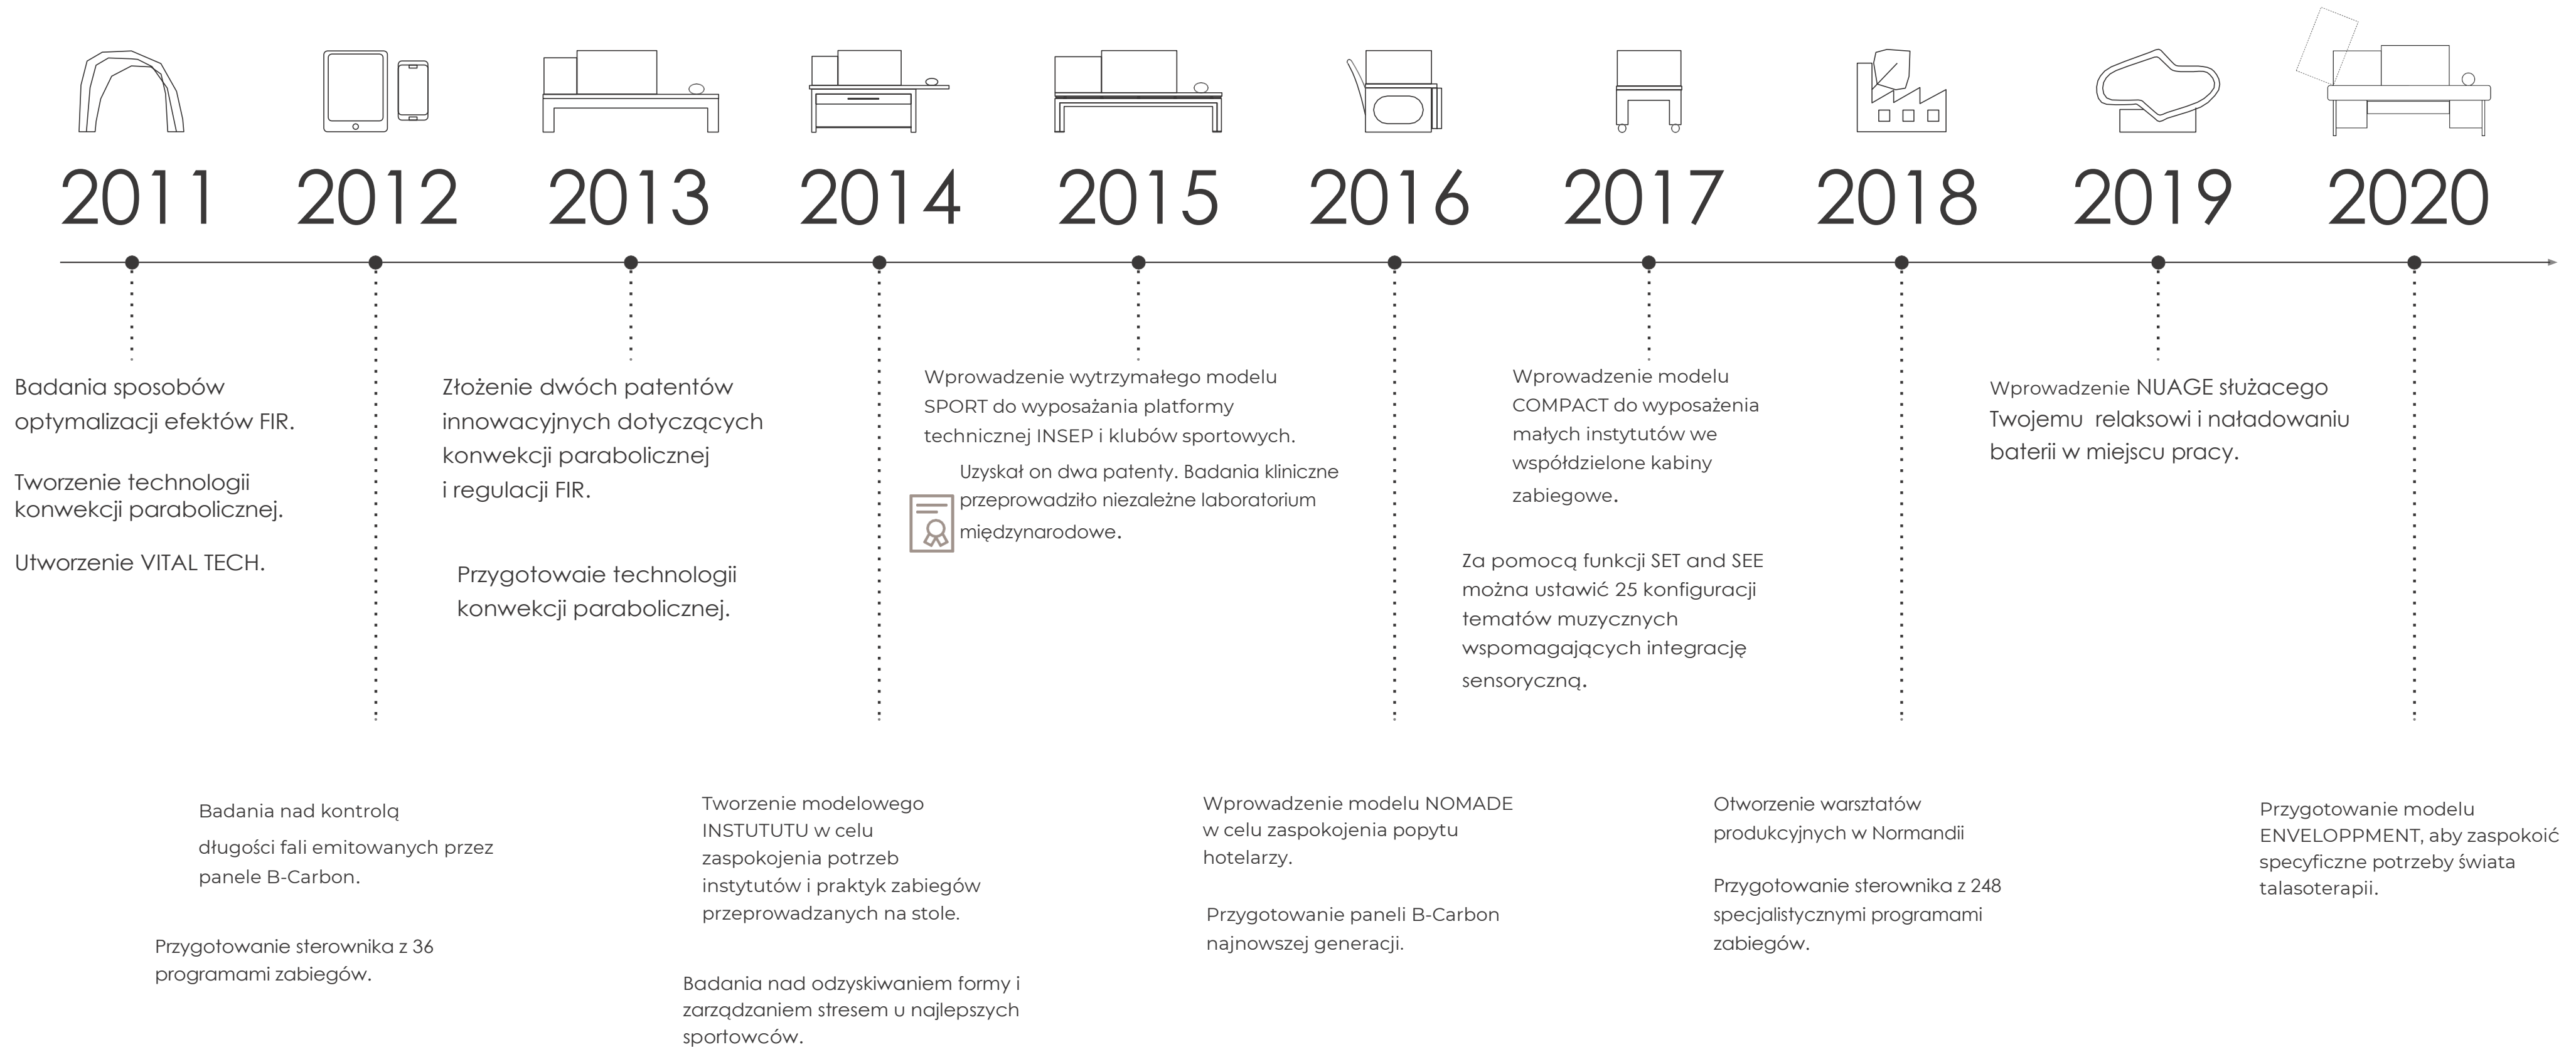 2011
2012
2013
2014
2015
2016
2017
2018
2019
2020
Badania sposobów
optymalizacji efektów FIR.
Tworzenie technologii
konwekcji parabolicznej.
Utworzenie VITAL TECH.
Badania nad kontrolą
długości fali emitowanych przez
panele B-Carbon.
Przygotowanie sterownika z 36
programami zabiegów.
Złożenie dwóch patentów
innowacyjnych dotyczących
konwekcji parabolicznej
i regulacji FIR.
Przygotowaie technologii
konwekcji parabolicznej.
Tworzenie modelowego
INSTUTUTU w celu
zaspokojenia potrzeb
instytutów i praktyk zabiegów
przeprowadzanych na stole.
Badania nad odzyskiwaniem formy i
zarządzaniem stresem u najlepszych
sportowców.
Wprowadzenie wytrzymałego modelu
SPORT do wyposażania platformy
technicznej INSEP i klubów sportowych.
Uzyskał on dwa patenty. Badania kliniczne
przeprowadziło niezależne laboratorium
międzynarodowe.
Wprowadzenie modelu NOMADE
w celu zaspokojenia popytu
hotelarzy.
Przygotowanie paneli B-Carbon
najnowszej generacji.
Wprowadzenie modelu
COMPACT do wyposażenia
małych instytutów we
współdzielone kabiny
zabiegowe.
Za pomocą funkcji SET and SEE
można ustawić 25 konfiguracji
tematów muzycznych
wspomagających integrację
sensoryczną.
Otworzenie warsztatów
produkcyjnych w Normandii
Przygotowanie sterownika z 248
specjalistycznymi programami
zabiegów.
Wprowadzenie NUAGE służacego
Twojemu relaksowi i naładowaniu
baterii w miejscu pracy.
Przygotowanie modelu
ENVELOPPMENT, aby zaspokoić
specyficzne potrzeby świata
talasoterapii.